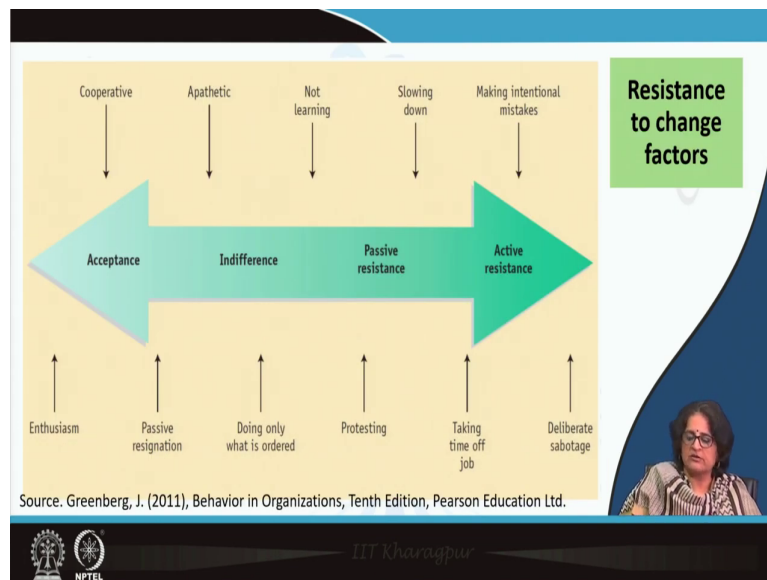 Cooperative
Apathetic
Not
learning
Slowing
down
Making intentional
mistakes
Resistance
to change
factors
Acceptance
Indifference
Passive
resistance
Active
resistance
Enthusiasm
Passive
resignation
Doing only
what is ordered
Protesting
Taking
time off
job
Deliberate
sabotage
Source. Greenberg, J. (2011), Behavior in Organizations, Tenth Edition, Pearson Education Ltd.
IIT Kharagpur
NPTEL